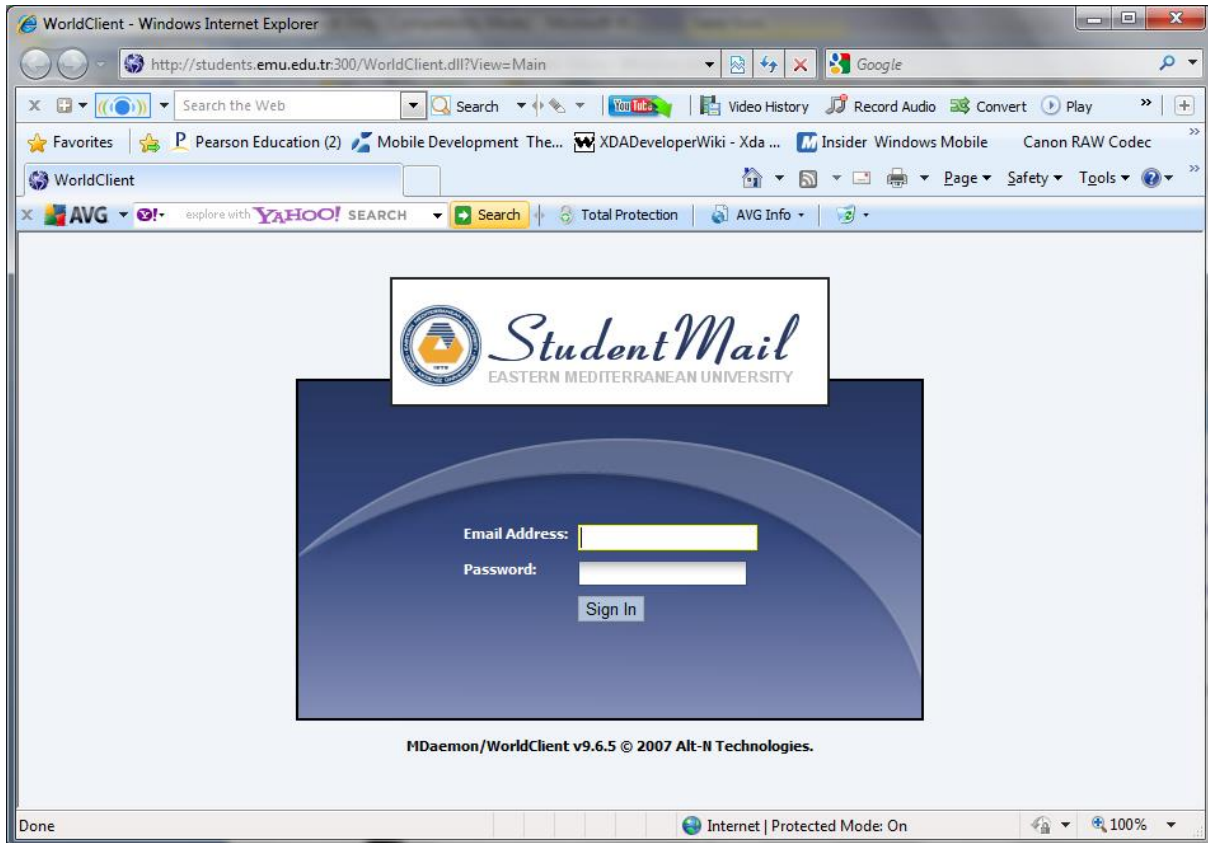 WorldClient - Windows Internet Explorer
http://students.emu.edu.tr:300/WorldClient.dll?View=Main Google
Search the Web Search You Tube Video History Record Audio Convert Play »
Favorites Pearson Education (2) Mobile Development The... XDADeveloperWiki - Xda ... Insider Windows Mobile Canon RAW Codec »
WorldClient Page Safety Tools »
AVG explore with YAHOO! SEARCH Search Total Protection AVG Info
StudentMail
EASTERN MEDITERRANEAN UNIVERSITY
Email Address:
Password:
Sign In
MDaemon/WorldClient v9.6.5 © 2007 Alt-N Technologies.
Done Internet | Protected Mode: On 100%